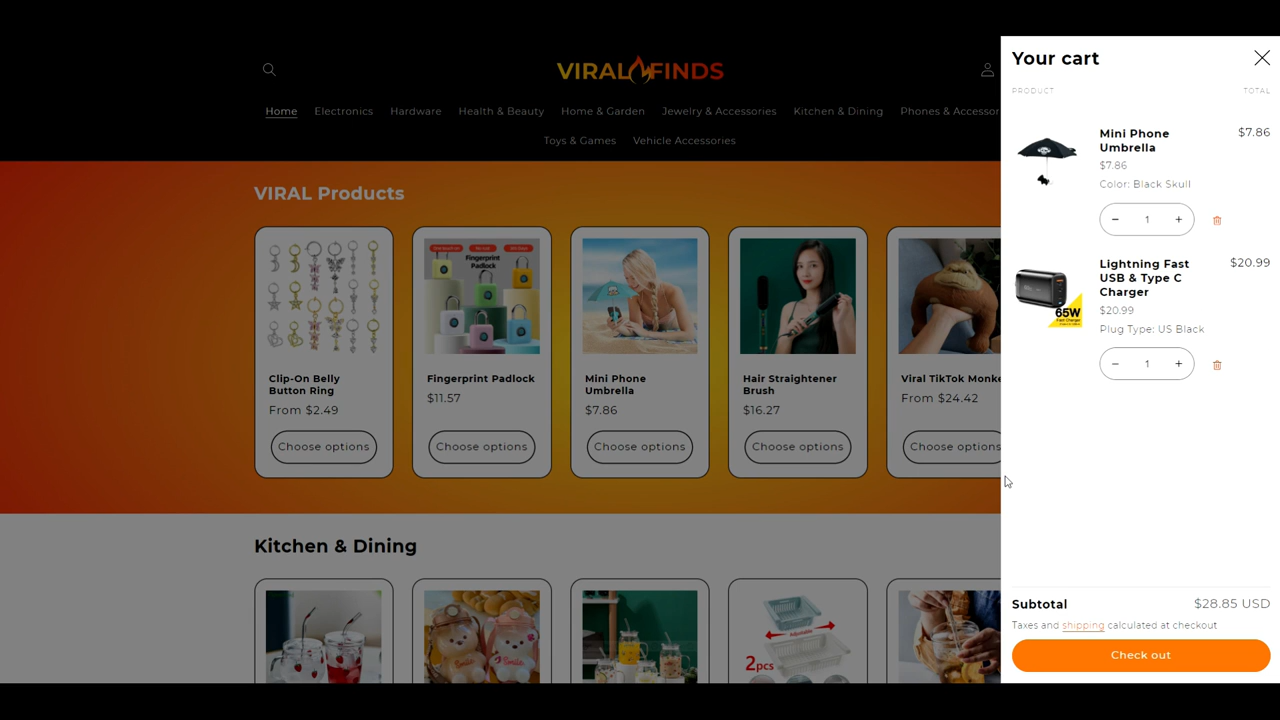 VIRAL FINDS
Home Electronics Hardware Health & Beauty Home & Garden Jewelry & Accessories Kitchen & Dining Phones & Accessor
Toys & Games Vehicle Accessories
VIRAL Products
Fingerprint
Padlock
Clip-On Belly
Button Ring
From $2.49
Choose options
Fingerprint Padlock
$11.57
Choose options
Mini Phone
Umbrella
$7.86
Choose options
Hair Straightener
Brush
$16.27
Choose options
Viral TikTok Monke
From $24.42
Choose options
Kitchen & Dining
Smile
Smile
Adjustable
2pcs
Your cart
PRODUCT TOTAL
Mini Phone
Umbrella
$7.86
$7.86
Color: Black Skull
− 1 +
65W
Lightning Fast
USB & Type C
Charger
$20.99
$20.99
Plug Type: US Black
− 1 +
Subtotal $28.85 USD
Taxes and shipping calculated at checkout
Check out